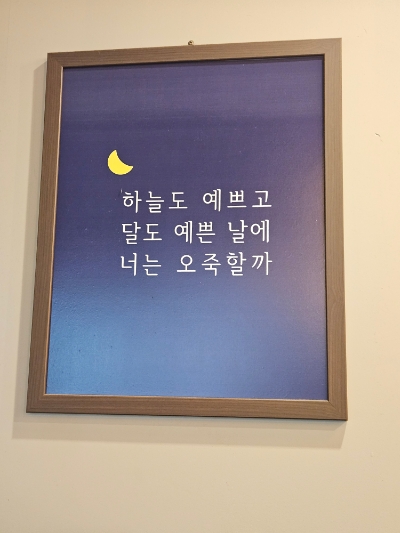 하늘도 예쁘고
달도 예쁜 날에
너는 오죽할까